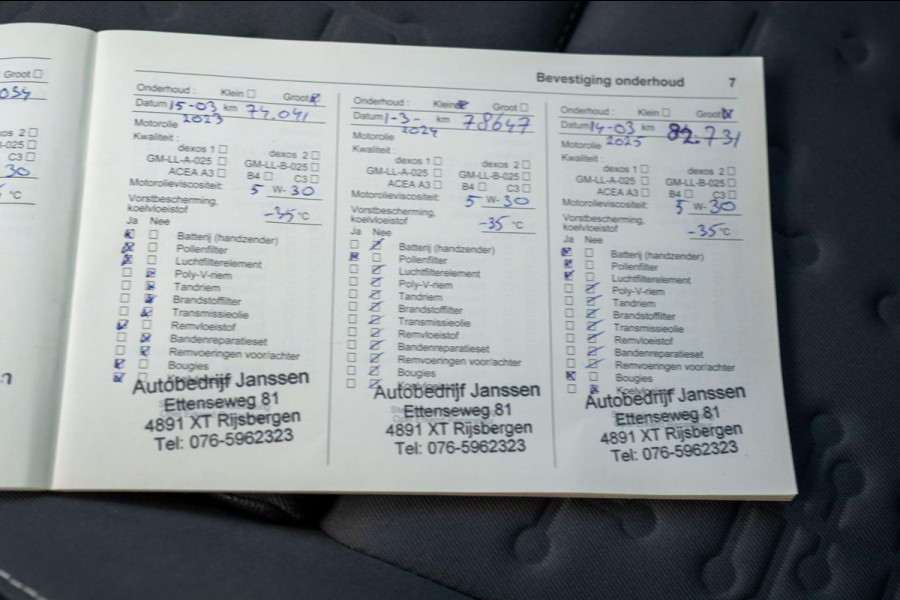 Groot
034
dexos 2
C3
30
°C
Bevestiging onderhoud 7
Onderhoud : Klein Groot
Datum 15-03 km 74.041
2023
Motorolie
Kwaliteit :
dexos 1 dexos 2
GM-LL-A-025 GM-LL-B-025
ACEA A3 B4 C3
Motorolieviscositeit: 5 W- 30
Vorstbescherming,
koelvloeistof -35 °C
Ja Nee
Batterij (handzender)
Pollenfilter
Luchtfilterelement
Poly-V-riem
Tandriem
Brandstoffilter
Transmissieolie
Remvloeistof
Bandenreparatieset
Remvoeringen voor/achter
Bougies
Autobedrijf Janssen
Ettenseweg 81
4891 XT Rijsbergen
Tel: 076-5962323
Onderhoud : Klein Groot
Datum 1-3- km 78647
2024
Motorolie
Kwaliteit :
dexos 1 dexos 2
GM-LL-A-025 GM-LL-B-025
ACEA A3 B4 C3
Motorolieviscositeit: 5 W- 30
Vorstbescherming,
koelvloeistof -35 °C
Ja Nee
Batterij (handzender)
Pollenfilter
Luchtfilterelement
Poly-V-riem
Tandriem
Brandstoffilter
Transmissieolie
Remvloeistof
Bandenreparatieset
Remvoeringen voor/achter
Bougies
Koelvloeistof
Autobedrijf Janssen
Ettenseweg 81
4891 XT Rijsbergen
Tel: 076-5962323
Onderhoud : Klein Groot
Datum 14-03 km 82.731
2025
Motorolie
Kwaliteit :
dexos 1 dexos 2
GM-LL-A-025 GM-LL-B-025
ACEA A3 B4 C3
Motorolieviscositeit: 5 W- 30
Vorstbescherming,
koelvloeistof -35 °C
Ja Nee
Batterij (handzender)
Pollenfilter
Luchtfilterelement
Poly-V-riem
Tandriem
Brandstoffilter
Transmissieolie
Remvloeistof
Bandenreparatieset
Remvoeringen voor/achter
Bougies
Koelvloeistof
Autobedrijf Janssen
Ettenseweg 81
4891 XT Rijsbergen
Tel: 076-5962323